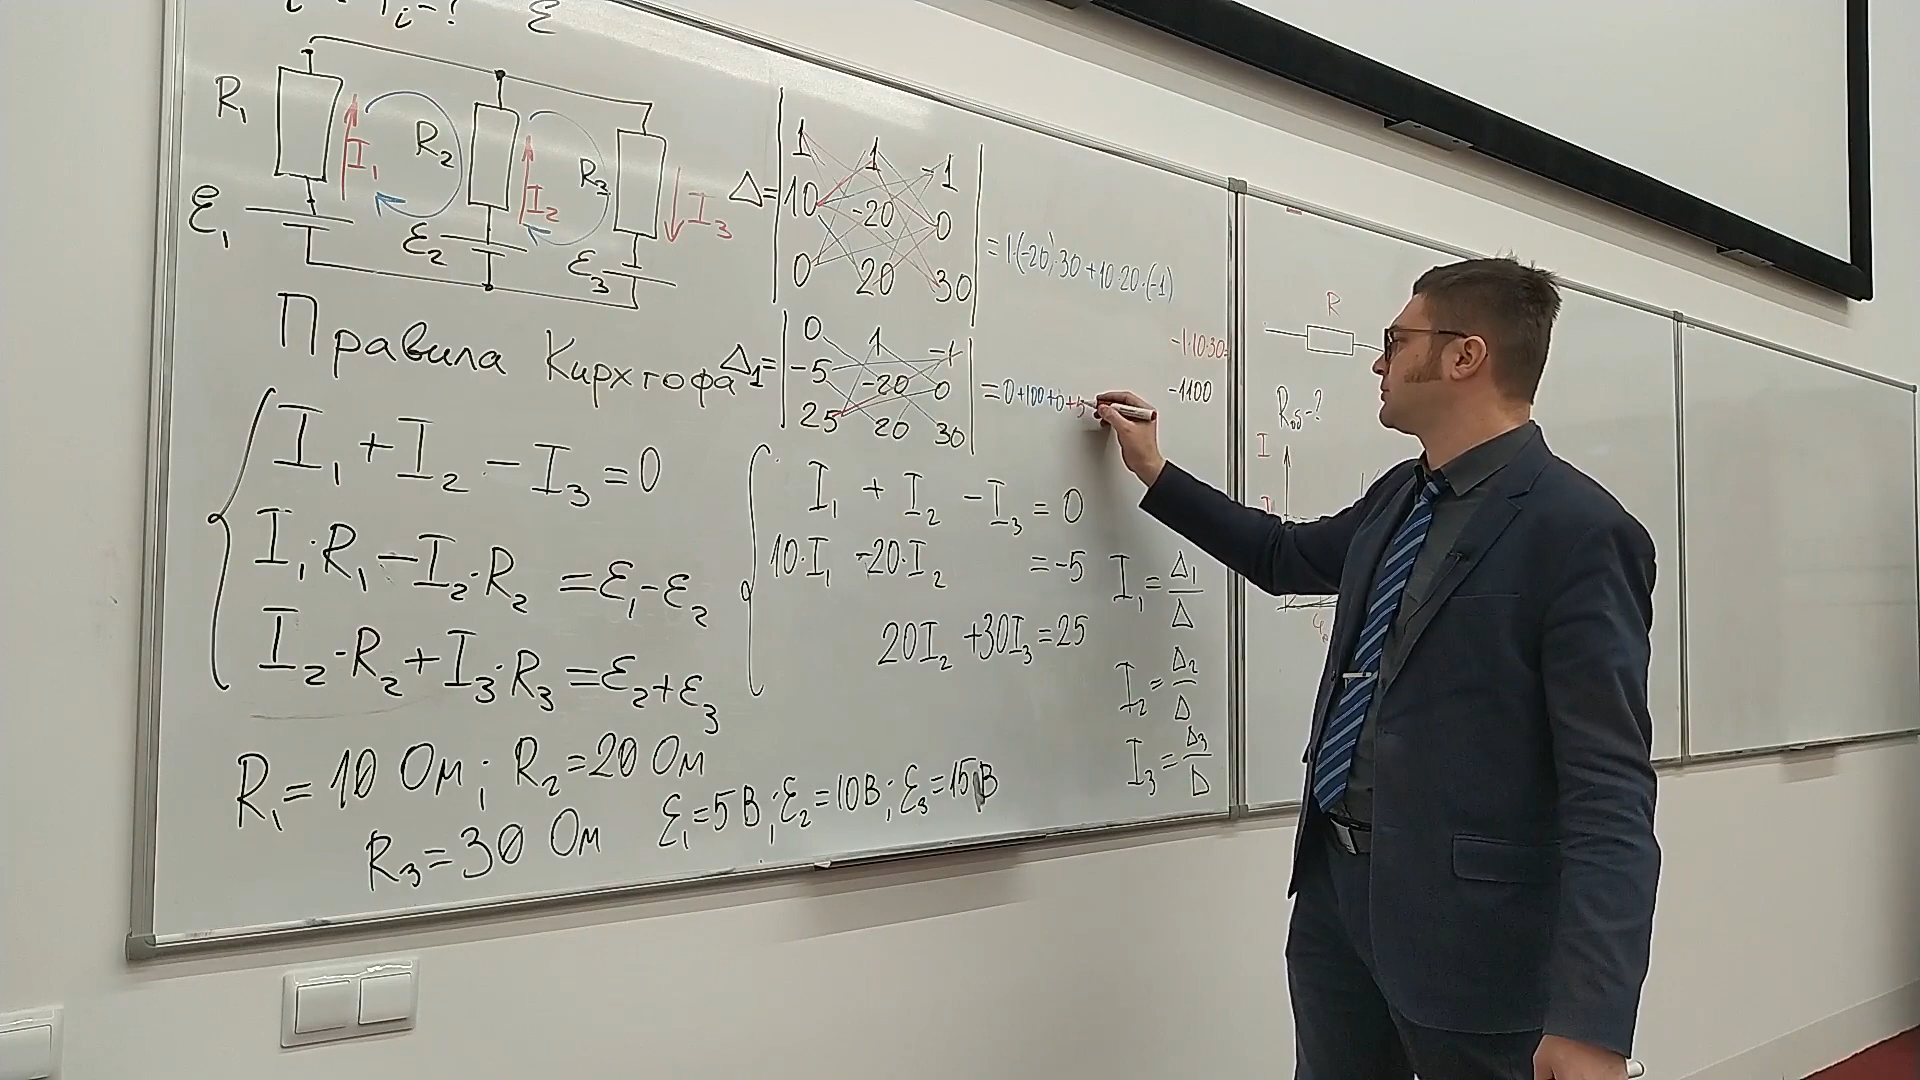 ε
R₁
I₁
R₂
I₂
R₃
I₃
ε₁
ε₂
ε₃
Правила Кирхгофа
I₁ + I₂ - I₃ = 0
I₁·R₁ - I₂·R₂ = ε₁-ε₂
I₂·R₂ + I₃·R₃ = ε₂+ε₃
R₁ = 10 Ом; R₂ = 20 Ом
R₃ = 30 Ом
ε₁ = 5В; ε₂ = 10В; ε₃ = 15В
Δ = | 1 1 -1
10 -20 0
0 20 30 |
= 1·(-20)·30 + 10·20·(-1)
-1·10·30=
-1100
Δ₁ = | 0 1 -1
-5 -20 0
25 20 30 |
= 0+100+0+5
I₁ + I₂ - I₃ = 0
10·I₁ -20·I₂ = -5
20I₂ +30I₃ = 25
I₁ = Δ₁/Δ
I₂ = Δ₂/Δ
I₃ = Δ₃/Δ
R
Rоб-?
I